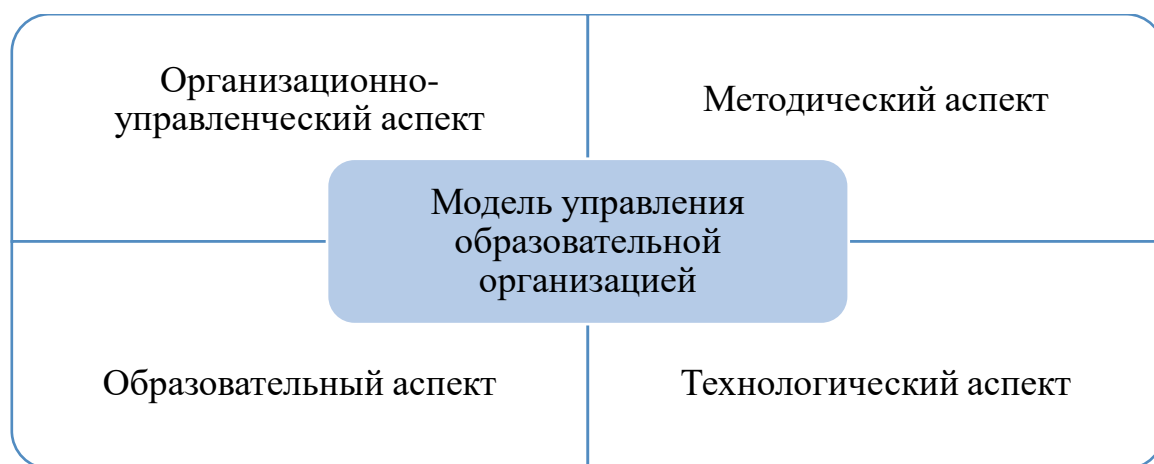 Организационно-
управленческий аспект
Методический аспект
Модель управления
образовательной
организацией
Образовательный аспект
Технологический аспект